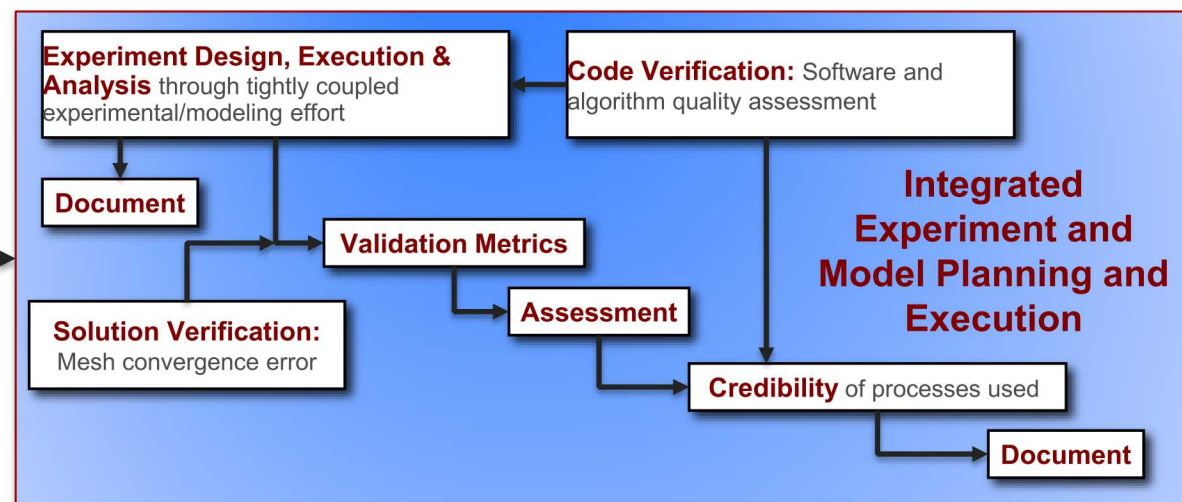 Experiment Design, Execution &
Analysis through tightly coupled
experimental/modeling effort
Code Verification: Software and
algorithm quality assessment
Document
Integrated
Experiment and
Model Planning and
Execution
Validation Metrics
Solution Verification:
Mesh convergence error
Assessment
Credibility of processes used
Document